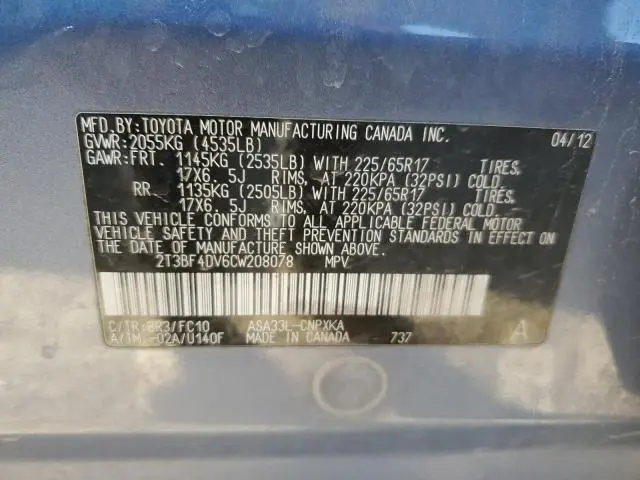 MFD.BY:TOYOTA MOTOR MANUFACTURING CANADA INC. 04/12
GVWR:2055KG (4535LB)
GAWR:FRT. 1145KG (2535LB) WITH 225/65R17 TIRES,
17X6 .5J RIMS, AT 220KPA (32PSI) COLD.
RR. 1135KG (2505LB) WITH 225/65R17 TIRES,
17X6 .5J RIMS, AT 220KPA (32PSI) COLD.
THIS VEHICLE CONFORMS TO ALL APPLICABLE FEDERAL MOTOR
VEHICLE SAFETY AND THEFT PREVENTION STANDARDS IN EFFECT ON
THE DATE OF MANUFACTURE SHOWN ABOVE.
2T3BF4DV6CW208078 MPV
C/TR:8R3/FC10 ASA33L-CNPXKA
A/TM:-02A/U140F MADE IN CANADA 737 A